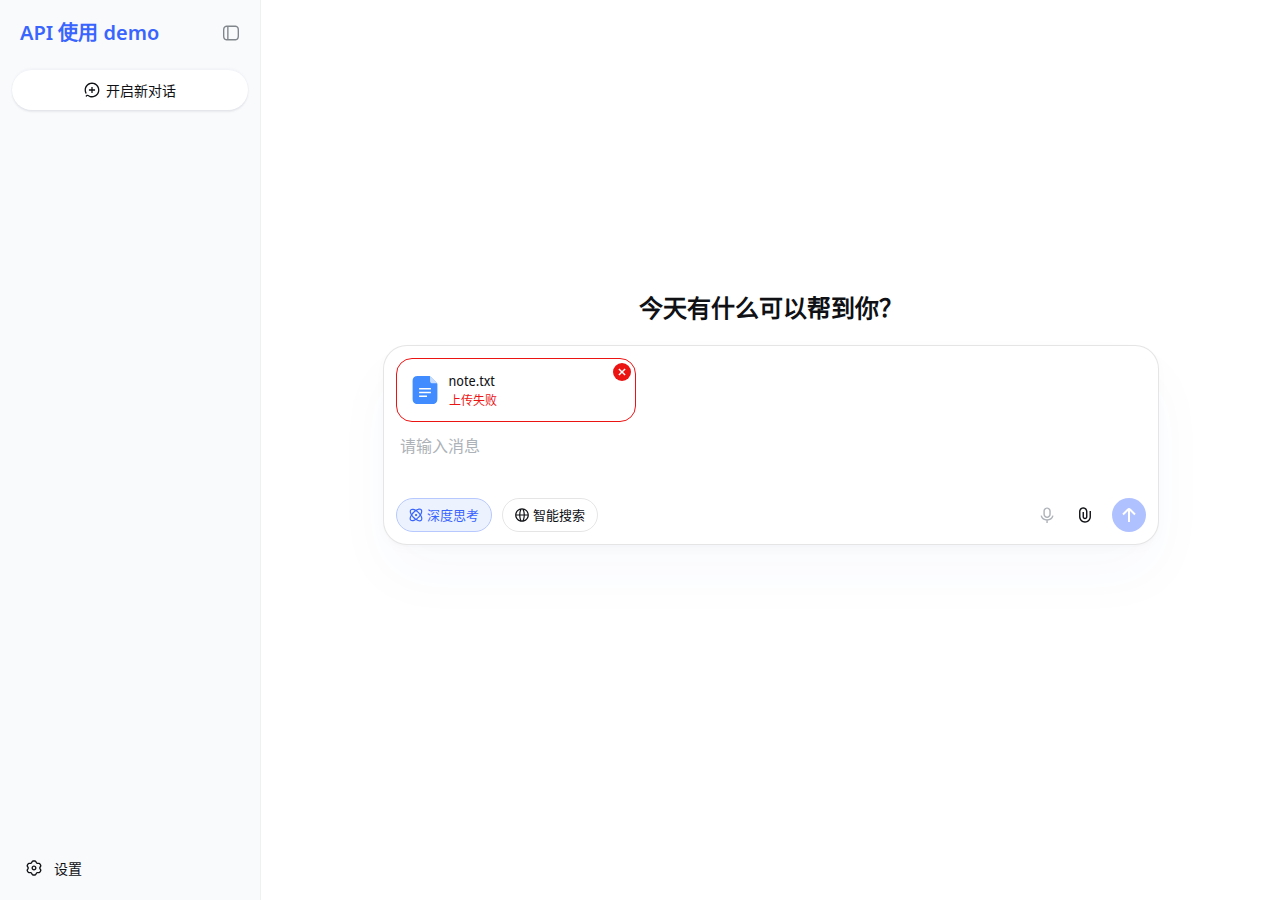 API 使用 demo
开启新对话
今天有什么可以帮到你？
note.txt
上传失败
请输入消息
深度思考
智能搜索
设置